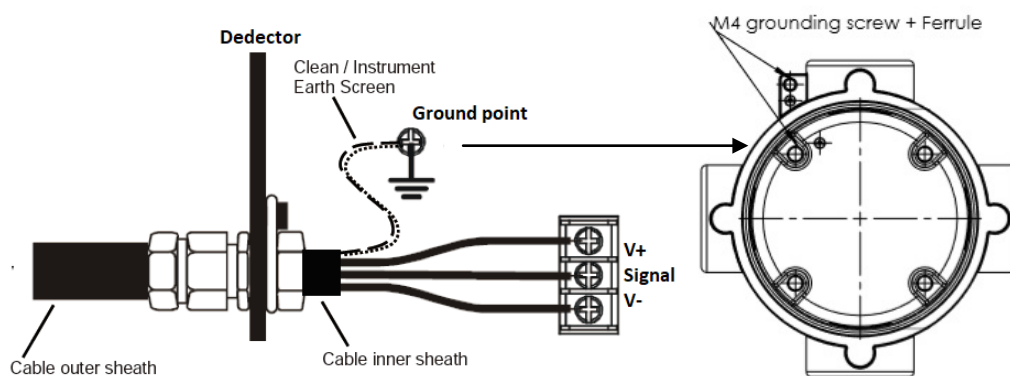 M4 grounding screw + Ferrule
Dedector
Clean / Instrument
Earth Screen
Ground point
V+
Signal
V-
Cable inner sheath
Cable outer sheath